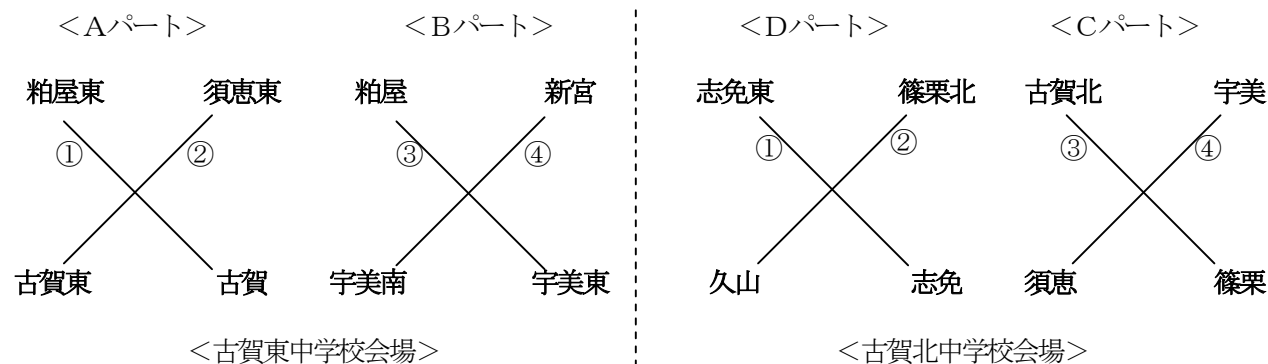 <Aパート> <Bパート> <Dパート> <Cパート>
粕屋東 須恵東 粕屋 新宮 志免東 篠栗北 古賀北 宇美
① ② ③ ④ ① ② ③ ④
古賀東 古賀 宇美南 宇美東 久山 志免 須恵 篠栗
<古賀東中学校会場> <古賀北中学校会場>